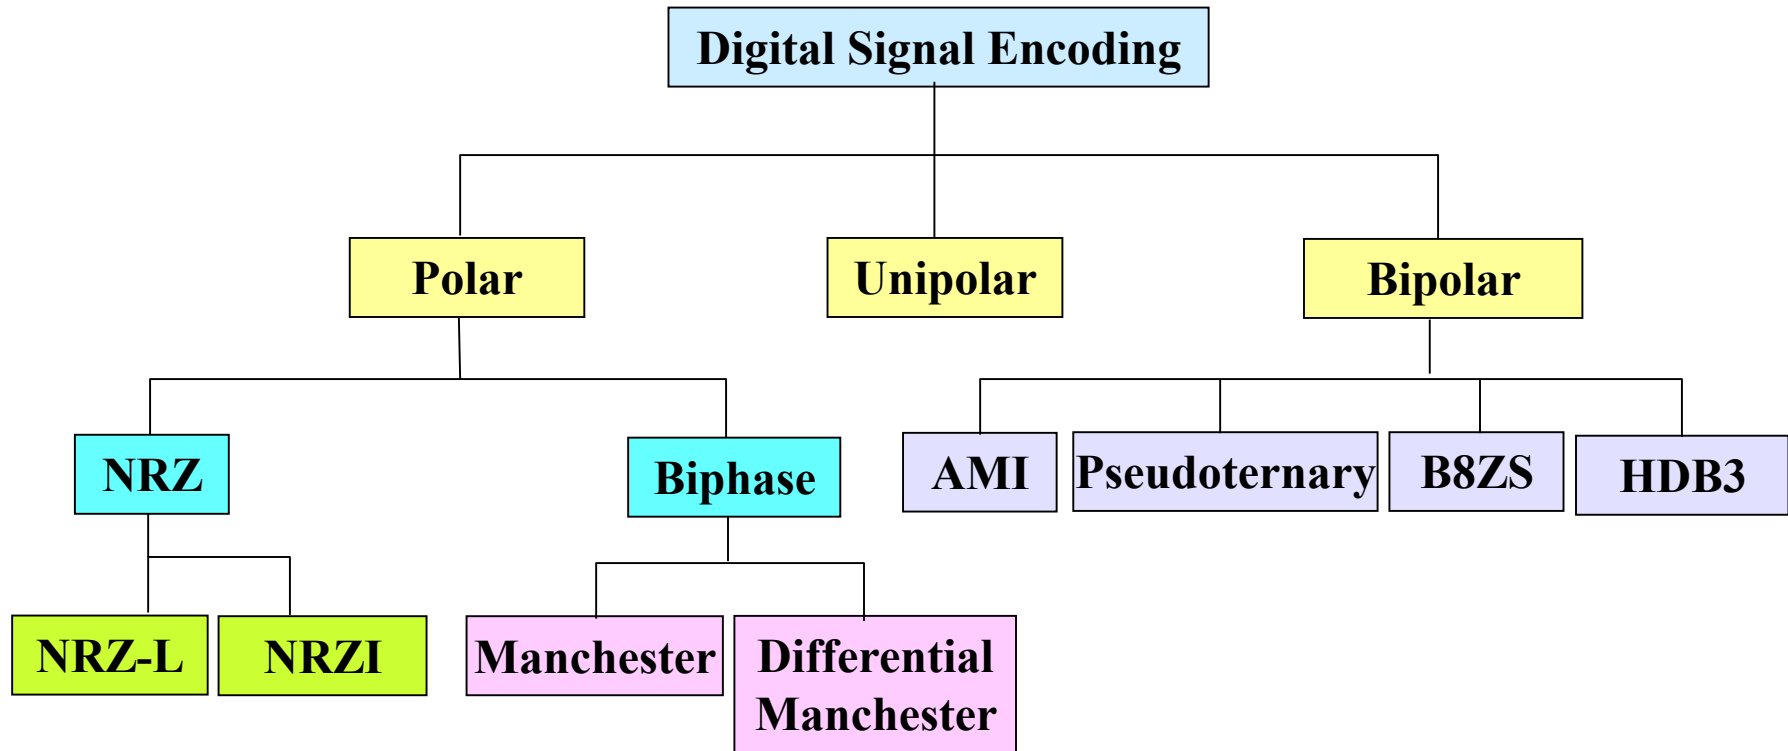 Digital Signal Encoding
Polar
Unipolar
Bipolar
NRZ
Biphase
AMI
Pseudoternary
B8ZS
HDB3
NRZ-L
NRZI
Manchester
Differential
Manchester